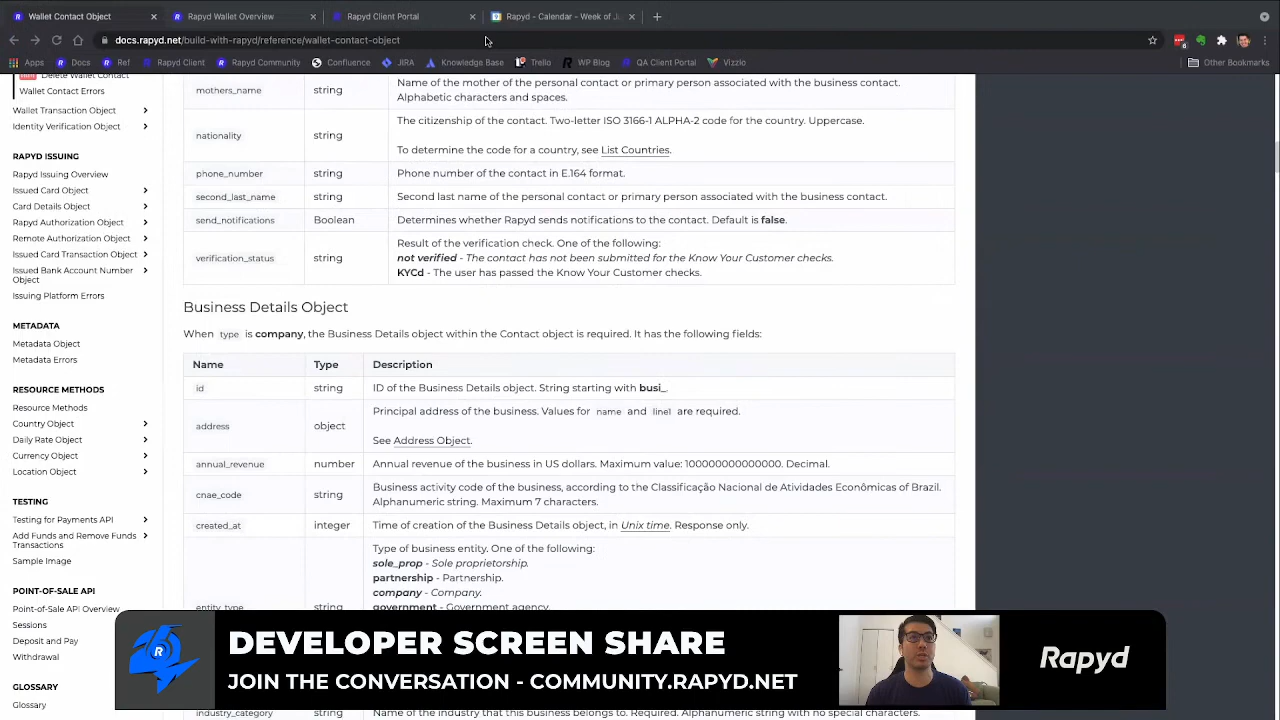 Wallet Contact Object
Rapyd Wallet Overview
Rapyd Client Portal
Rapyd - Calendar - Week of J
docs.rapyd.net/build-with-rapyd/reference/wallet-contact-object
Apps
Docs
Ref
Rapyd Client
Rapyd Community
Confluence
JIRA
Knowledge Base
Trello
WP Blog
QA Client Portal
Vizzlo
Other Bookmarks
Delete Wallet Contact
Wallet Contact Errors
Wallet Transaction Object
Identity Verification Object
RAPYD ISSUING
Rapyd Issuing Overview
Issued Card Object
Card Details Object
Rapyd Authorization Object
Remote Authorization Object
Issued Card Transaction Object
Issued Bank Account Number
Object
Issuing Platform Errors
METADATA
Metadata Object
Metadata Errors
RESOURCE METHODS
Resource Methods
Country Object
Daily Rate Object
Currency Object
Location Object
TESTING
Testing for Payments API
Add Funds and Remove Funds
Transactions
Sample Image
POINT-OF-SALE API
Point-of-Sale API Overview
Sessions
Deposit and Pay
Withdrawal
GLOSSARY
Glossary
mothers_name string Name of the mother of the personal contact or primary person associated with the business contact.
Alphabetic characters and spaces.
nationality string The citizenship of the contact. Two-letter ISO 3166-1 ALPHA-2 code for the country. Uppercase.
To determine the code for a country, see List Countries.
phone_number string Phone number of the contact in E.164 format.
second_last_name string Second last name of the personal contact or primary person associated with the business contact.
send_notifications Boolean Determines whether Rapyd sends notifications to the contact. Default is false.
verification_status string Result of the verification check. One of the following:
not verified - The contact has not been submitted for the Know Your Customer checks.
KYCd - The user has passed the Know Your Customer checks.
Business Details Object
When type is company, the Business Details object within the Contact object is required. It has the following fields:
Name Type Description
id string ID of the Business Details object. String starting with busi_.
address object Principal address of the business. Values for name and line1 are required.
See Address Object.
annual_revenue number Annual revenue of the business in US dollars. Maximum value: 100000000000000. Decimal.
cnae_code string Business activity code of the business, according to the Classificação Nacional de Atividades Econômicas of Brazil.
Alphanumeric string. Maximum 7 characters.
created_at integer Time of creation of the Business Details object, in Unix time. Response only.
entity_type string Type of business entity. One of the following:
sole_prop - Sole proprietorship.
partnership - Partnership.
company - Company.
government - Government agency.
industry_category string Name of the industry that this business belongs to. Required. Alphanumeric string with no special characters.
R
DEVELOPER SCREEN SHARE
JOIN THE CONVERSATION - COMMUNITY.RAPYD.NET
Rapyd